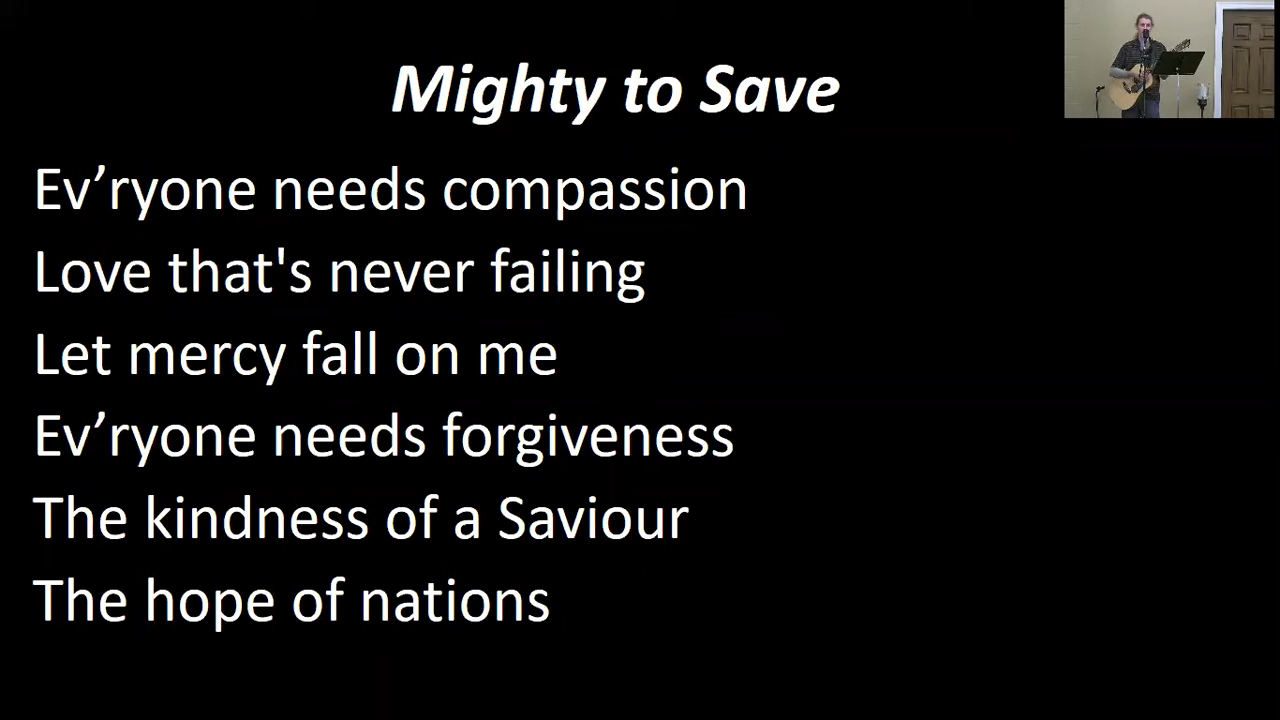 Mighty to Save
Ev’ryone needs compassion
Love that's never failing
Let mercy fall on me
Ev’ryone needs forgiveness
The kindness of a Saviour
The hope of nations